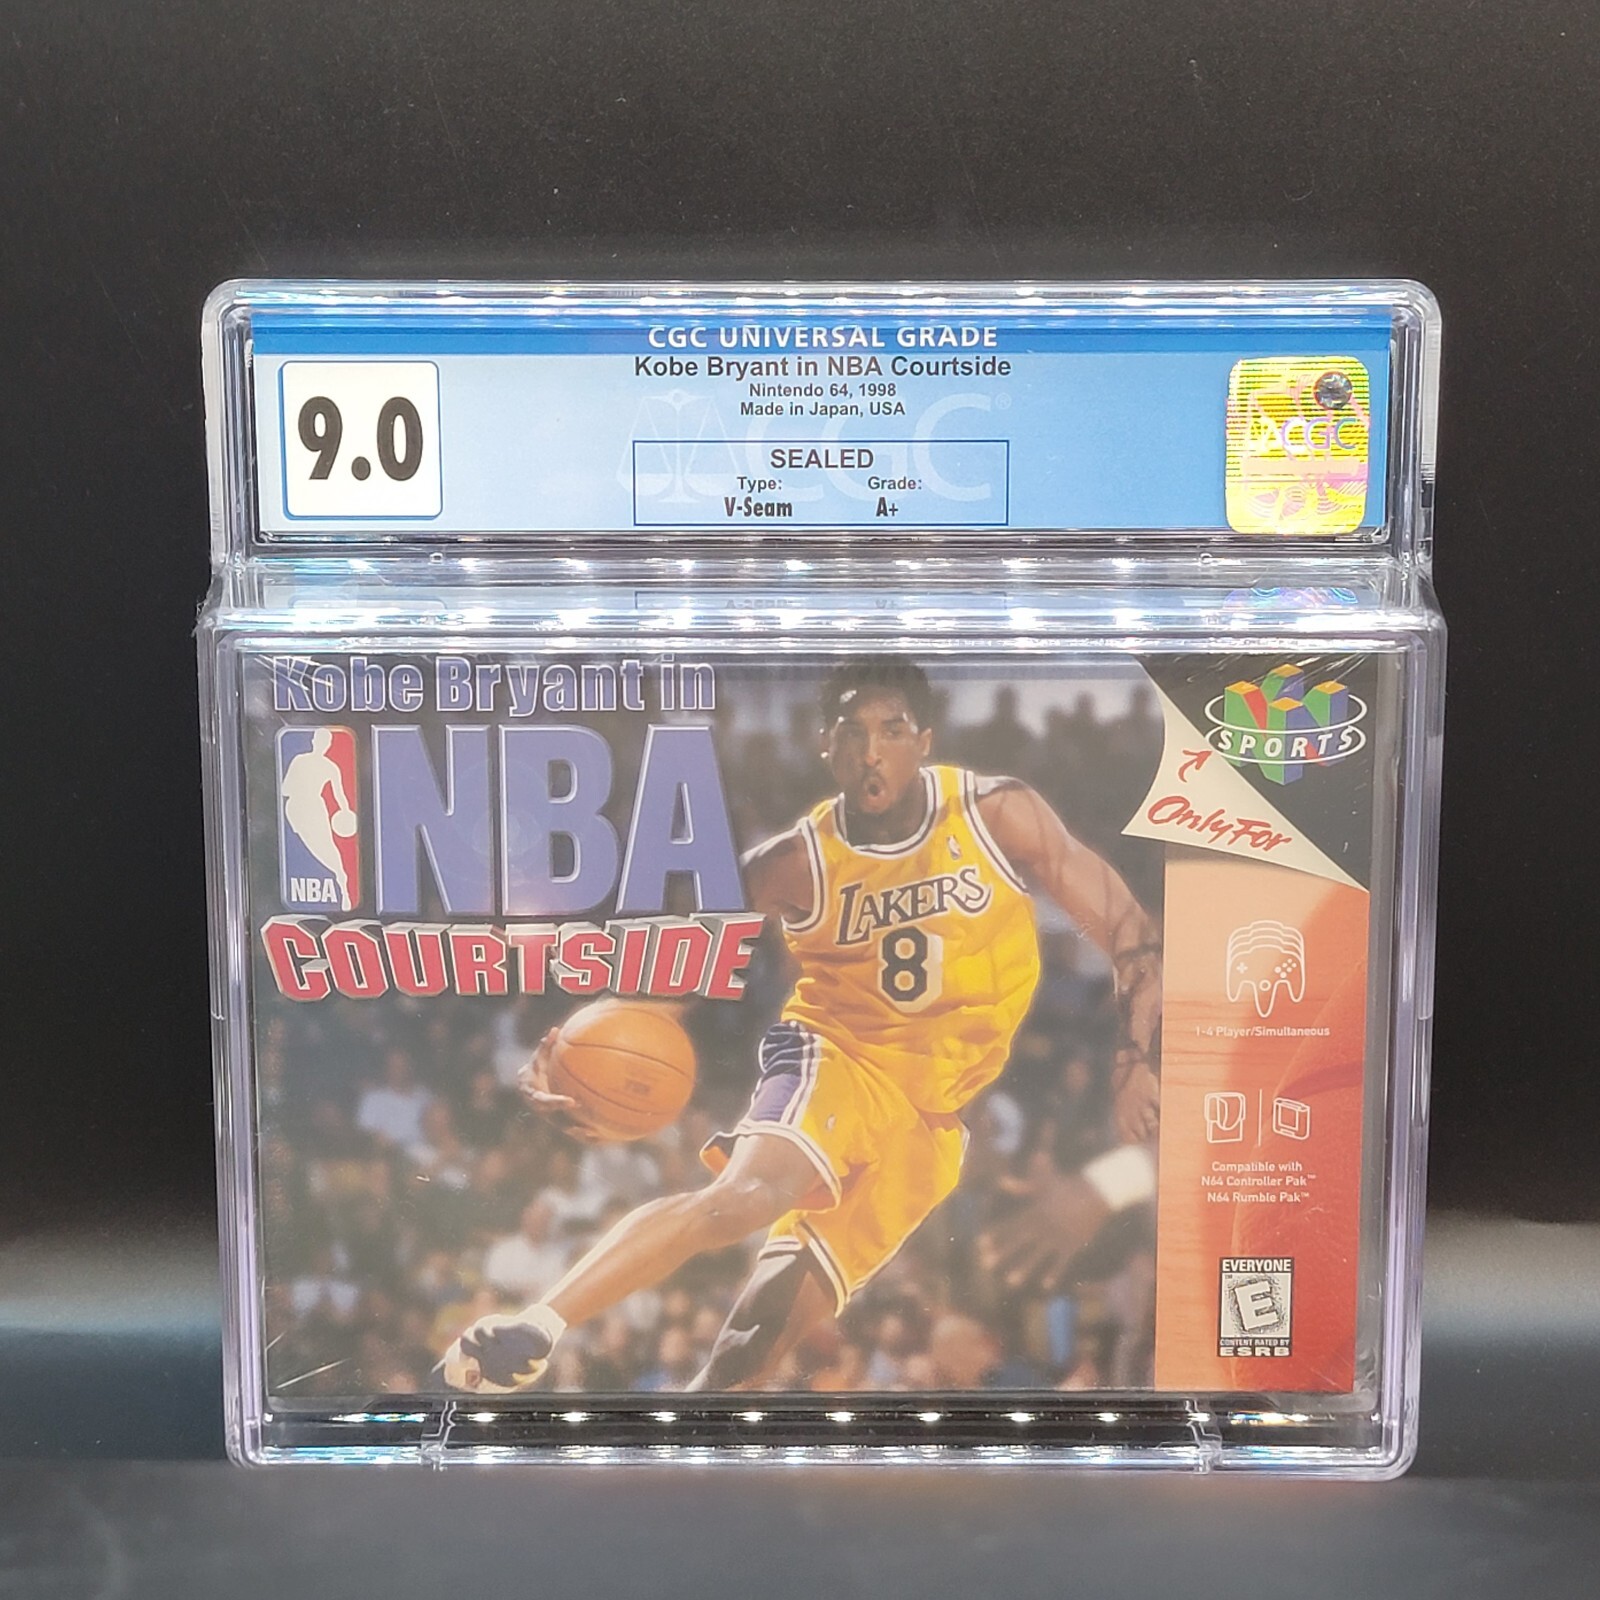 CGC UNIVERSAL GRADE
9.0
Kobe Bryant in NBA Courtside
Nintendo 64, 1998
Made in Japan, USA
CGC
SEALED
Type: Grade:
V-Seam A+
CGC
Kobe Bryant in
NBA
NBA
COURTSIDE
SPORTS
Only For
LAKERS
8
1-4 Player/Simultaneous
Compatible with
N64 Controller Pak™
N64 Rumble Pak™
EVERYONE
E
CONTENT RATED BY
ESRB